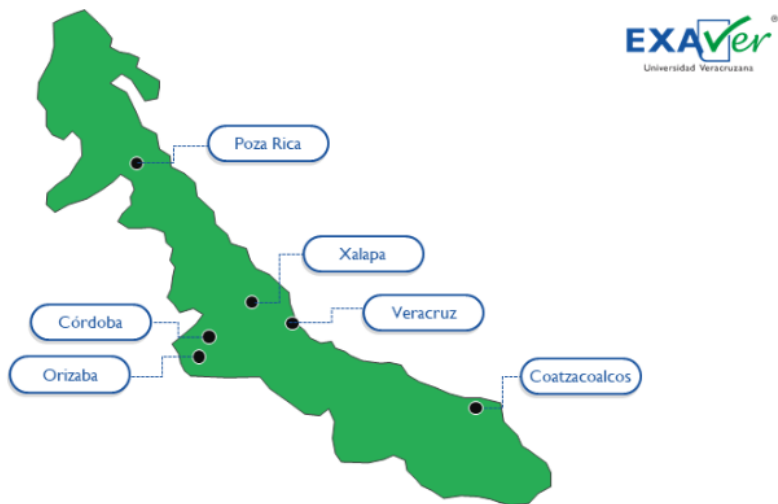 EXAVer®
Universidad Veracruzana
Poza Rica
Xalapa
Veracruz
Córdoba
Orizaba
Coatzacoalcos